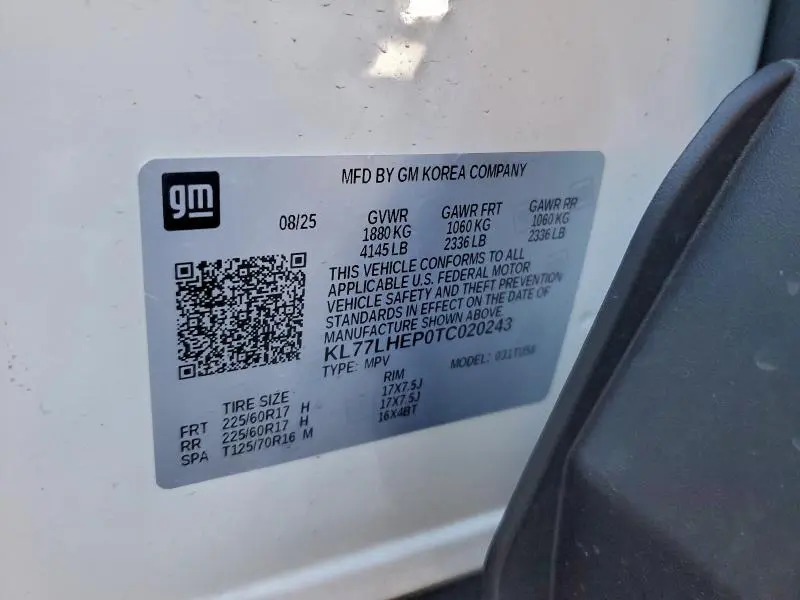 gm
MFD BY GM KOREA COMPANY
08/25
GVWR
1880 KG
4145 LB
GAWR FRT
1060 KG
2336 LB
GAWR RR
1060 KG
2336 LB
THIS VEHICLE CONFORMS TO ALL
APPLICABLE U.S. FEDERAL MOTOR
VEHICLE SAFETY AND THEFT PREVENTION
STANDARDS IN EFFECT ON THE DATE OF
MANUFACTURE SHOWN ABOVE.
KL77LHEP0TC020243
TYPE: MPV
MODEL:
TIRE SIZE RIM
FRT 225/60R17 H 17X7.5J
RR 225/60R17 H 17X7.5J
SPA T125/70R16 M 16X4BT